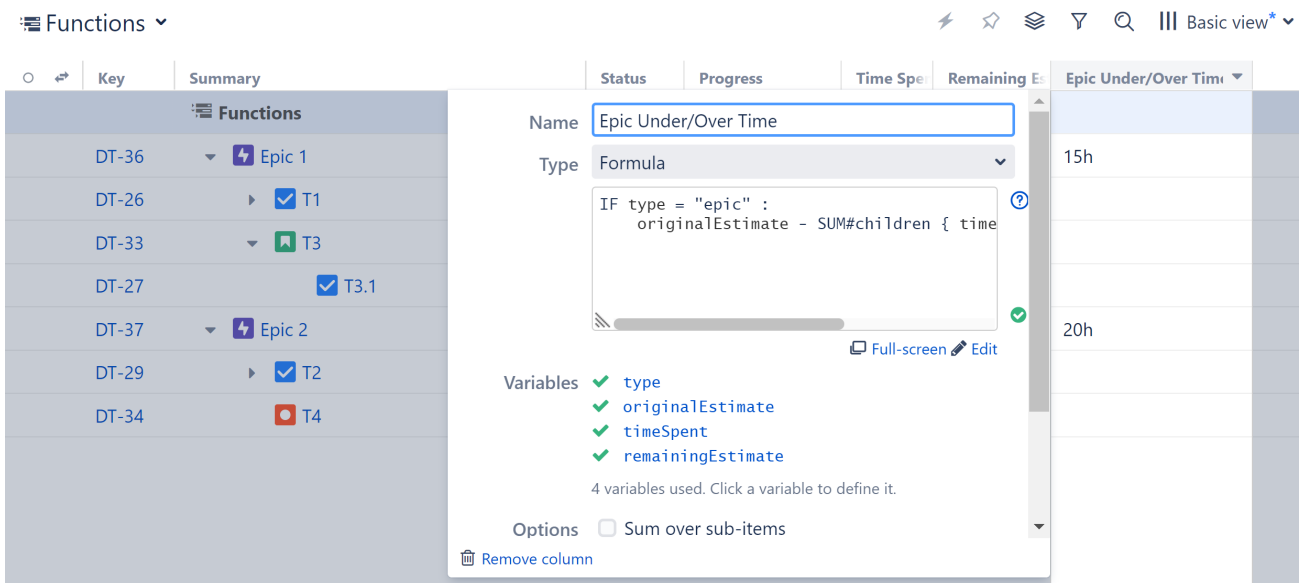 Functions
Basic view*
Key Summary Status Progress Time Spe Remaining Es Epic Under/Over Time
Functions
Name Epic Under/Over Time
DT-36 Epic 1 15h
Type Formula
DT-26 T1
IF type = "epic" :
originalEstimate - SUM#children { time
DT-33 T3
DT-27 T3.1
DT-37 Epic 2 20h
Full-screen Edit
DT-29 T2
Variables type
originalEstimate
DT-34 T4
timeSpent
remainingEstimate
4 variables used. Click a variable to define it.
Options Sum over sub-items
Remove column